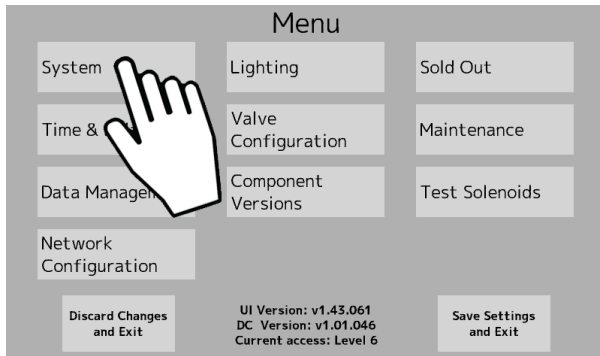 Menu
System
Lighting
Sold Out
Time &
Valve
Configuration
Maintenance
Data
Component
Versions
Test Solenoids
Network
Configuration
Discard Changes
and Exit
UI Version: v1.43.061
DC Version: v1.01.046
Current access: Level 6
Save Settings
and Exit